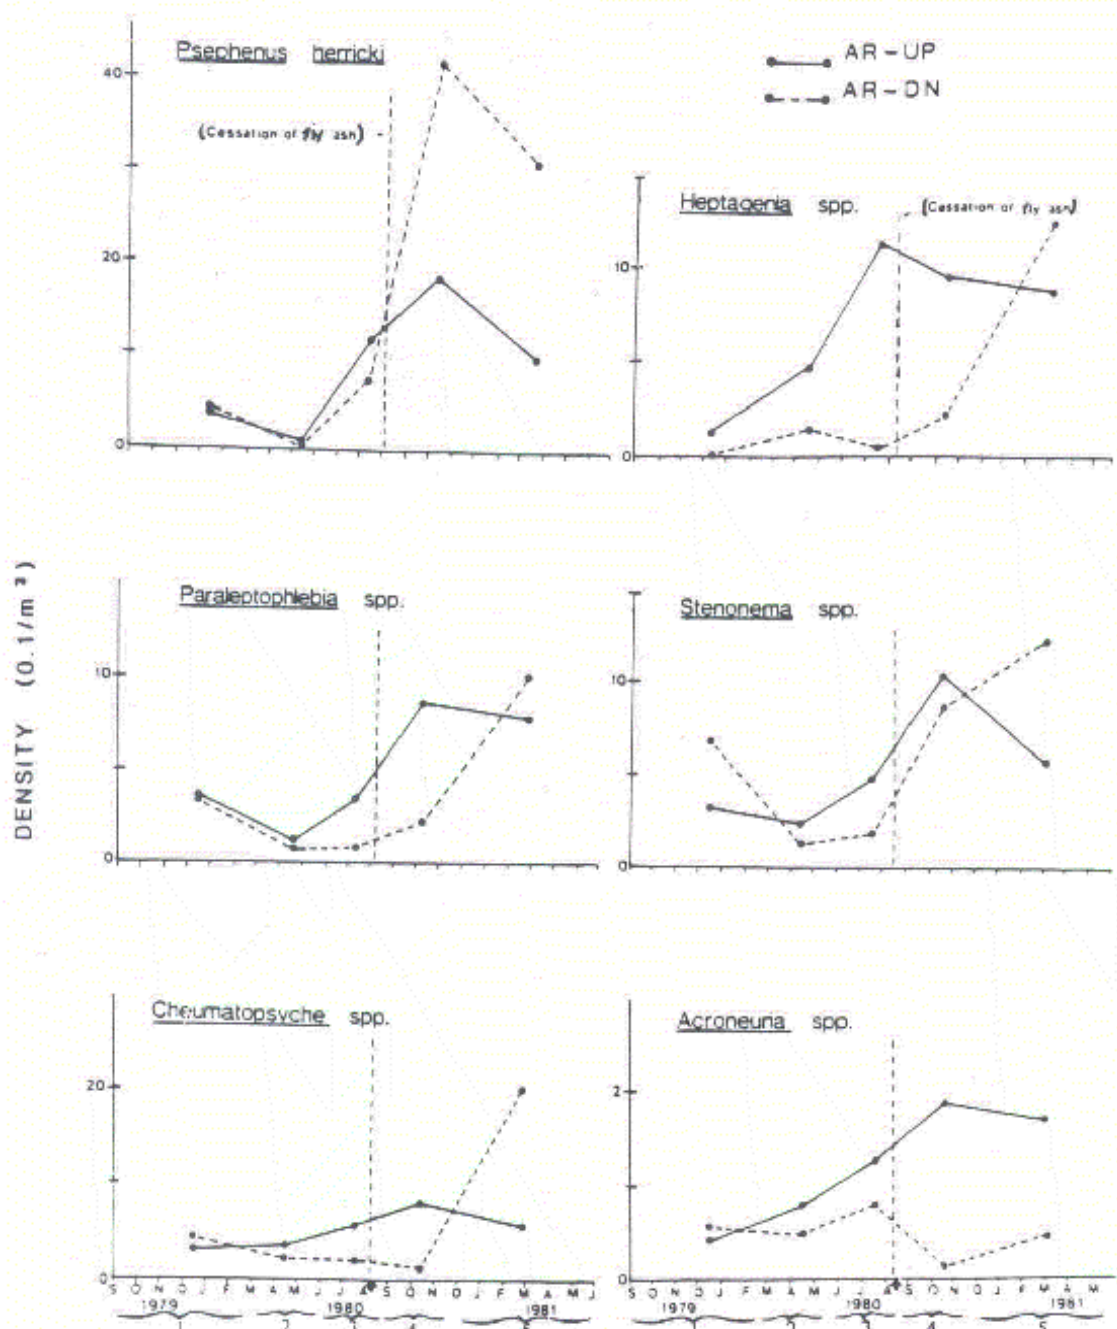 Psephenus herricki
AR-UP
AR-DN
40
(Cessation of fly ash)
20
0
Heptagenia spp.
(Cessation of fly ash)
10
0
DENSITY (0.1/m²)
Paraleptophlebia spp.
10
0
Stenonema spp.
10
0
Cheumatopsyche spp.
20
0
Acroneuria spp.
2
0
S O N D J F M A M J J A S O N D J F M A M J
1979 1980 1981
1 2 3 4 5
S O N D J F M A M J J A S O N D J F M A M
1979 1980 1981
1 2 3 4 5